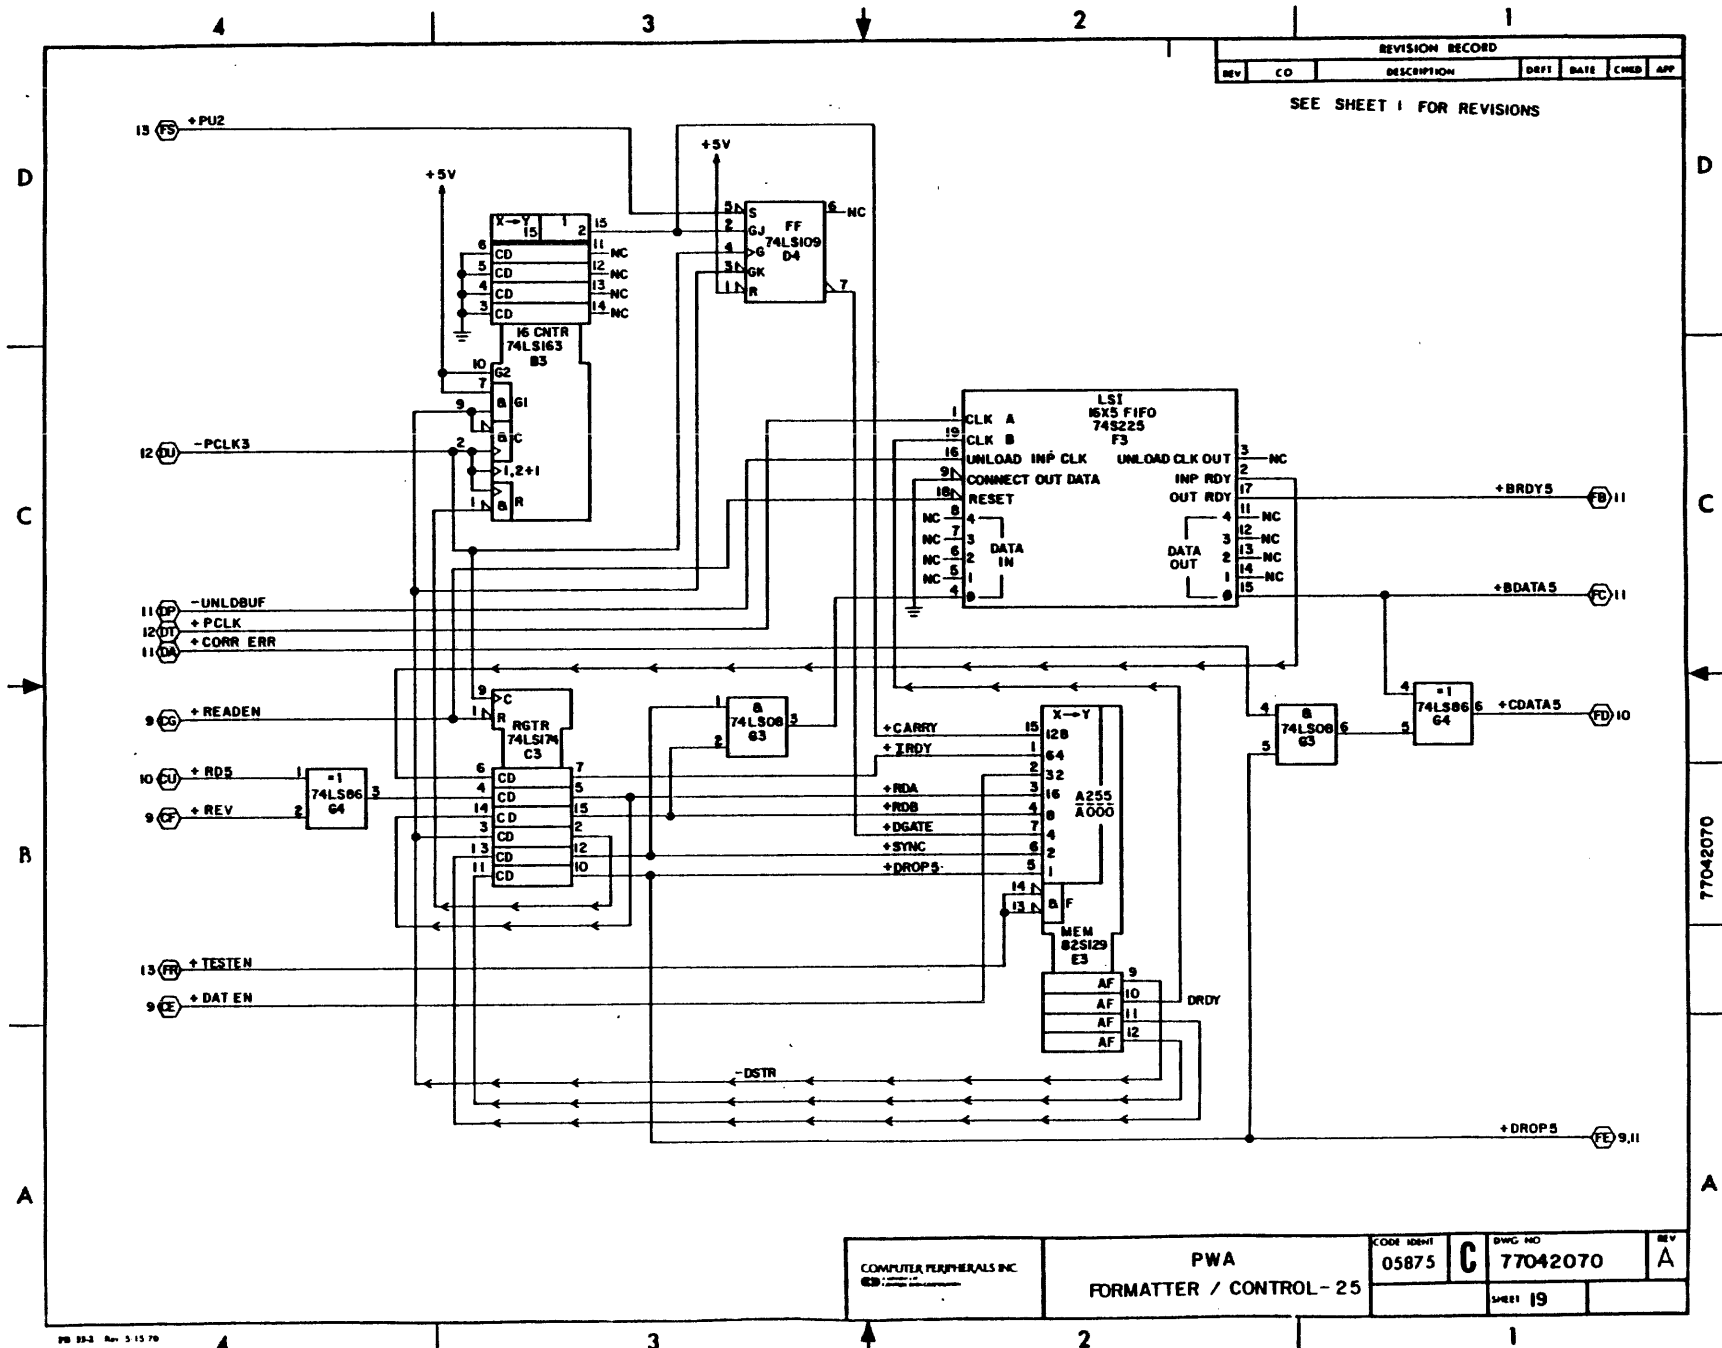 4 3 2 1
REVISION RECORD
REV CO DESCRIPTION DRFT DATE CHKD APP
SEE SHEET 1 FOR REVISIONS
D D
13 FS +PU2
+5V
+5V
X→Y 1
15 2 15
6 CD 11 NC
5 CD 12 NC
4 CD 13 NC
3 CD 14 NC
16 CNTR
74LS163
B3
10 G2
7
9 & G1
& C
2
1,2+1
1 & R
5 S 6 NC
2 GJ FF
74LS109
4 G D4
3 GK
1 R 7
12 DU -PCLK3
C C
LSI
16X5 FIFO
74S225
F3
1 CLK A
19 CLK B
16 UNLOAD INP CLK UNLOAD CLK OUT 3 NC
9 CONNECT OUT DATA INP RDY 2
18 RESET OUT RDY 17
NC 8 4 4 11 NC
NC 7 3 3 12 NC
NC 6 2 2 13 NC
NC 5 1 1 14 NC
4 0 0 15
DATA IN
DATA OUT
+BRDY5 FB 11
+BDATA5 FC 11
11 DP -UNLDBUF
12 DT +PCLK
11 DA +CORR ERR
9 CG +READEN
10 CU +RD5
9 CF +REV
1 =1
74LS86 3
2 G4
9 C
1 R
RGTR
74LS174
C3
6 CD 7
4 CD 5
14 CD 15
3 CD 2
13 CD 12
11 CD 10
1 &
74LS08 3
2 G3
+CARRY
+IRDY
+RDA
+RDB
+DGATE
+SYNC
+DROP5
X→Y
15 128
1 64
2 32
3 16
4 8
7 4
6 2
5 1
A255
A000
14
13 & F
MEM
82S129
E3
AF 9
AF 10
AF 11
AF 12
DRDY
4 &
74LS08 6
5 G3
4 =1
74LS86 6
5 G4
+CDATA5 FD 10
B B
77042070
13 FR +TESTEN
9 CE +DAT EN
-DSTR
+DROP5 FE 9,11
A A
COMPUTER PERIPHERALS INC
PWA
FORMATTER / CONTROL-25
CODE IDENT
05875
C
DWG NO
77042070
REV
A
SHEET 19
PB 33-2 Rev 5-15-79
4 3 2 1